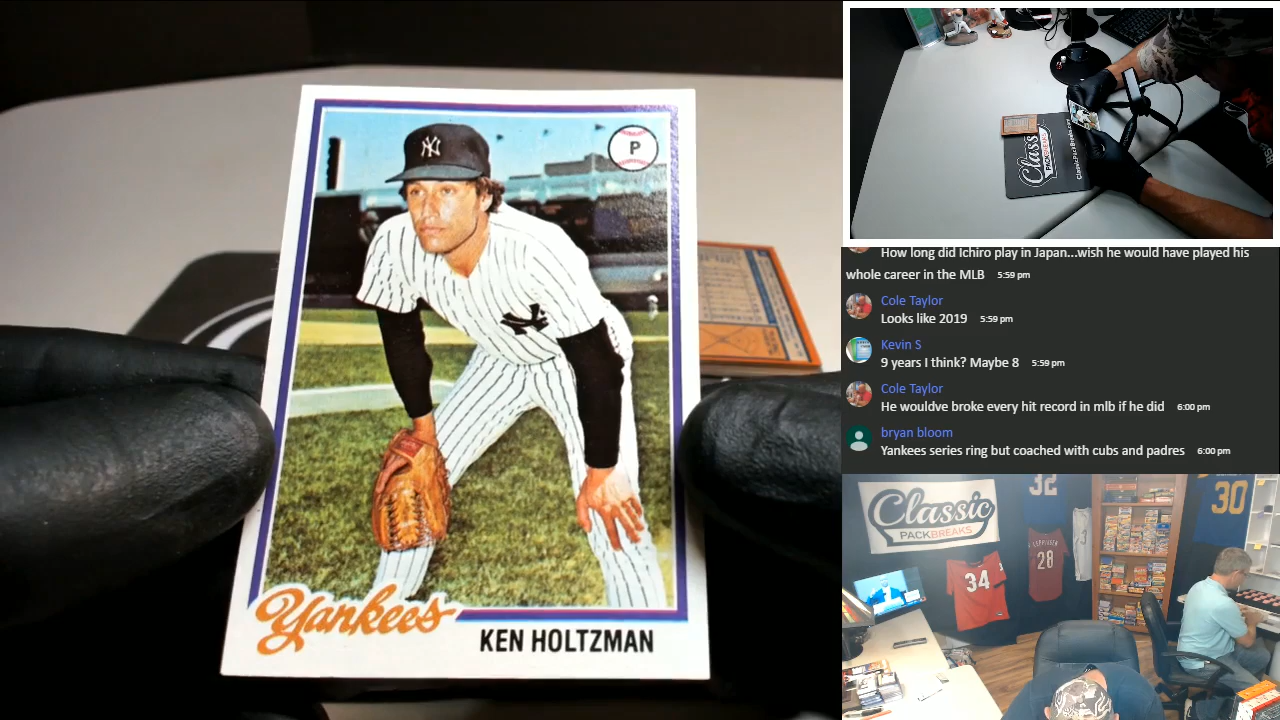 P
Yankees
KEN HOLTZMAN
Class
PACK BREAKS
ClassicPackBreaks.com
How long did Ichiro play in Japan...wish he would have played his
whole career in the MLB 5:59 pm
Cole Taylor
Looks like 2019 5:59 pm
Kevin S
9 years I think? Maybe 8 5:59 pm
Cole Taylor
He wouldve broke every hit record in mlb if he did 6:00 pm
bryan bloom
Yankees series ring but coached with cubs and padres 6:00 pm
Classic
PACKBREAKS
32
30
28
34